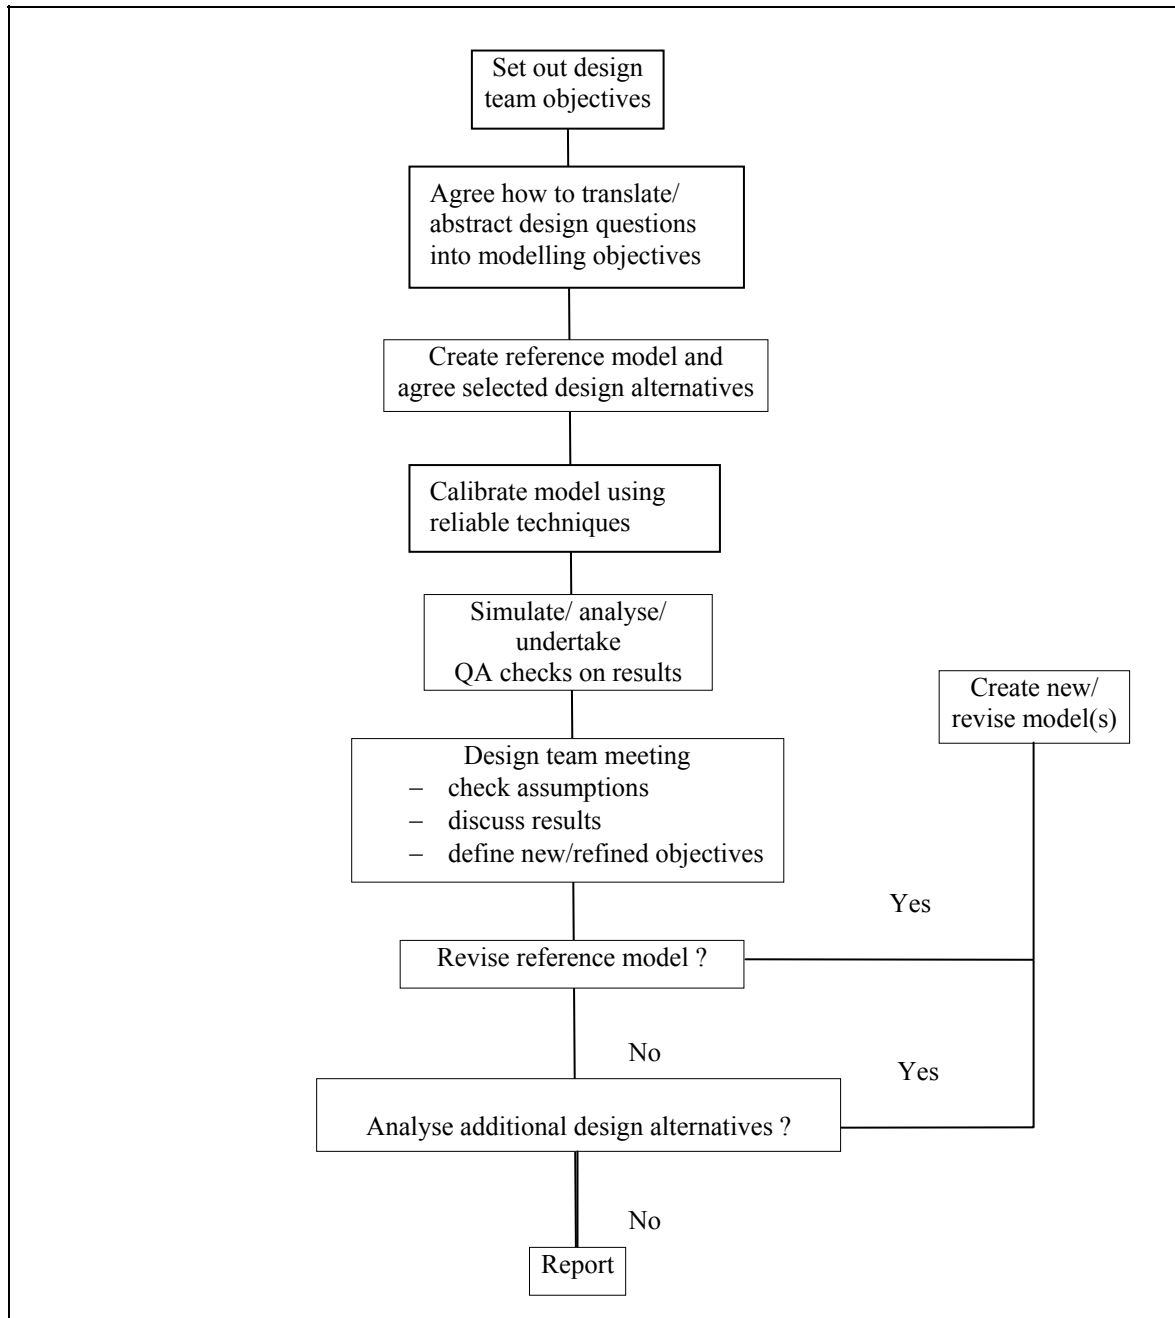 Set out design
team objectives
Agree how to translate/
abstract design questions
into modelling objectives
Create reference model and
agree selected design alternatives
Calibrate model using
reliable techniques
Simulate/ analyse/
undertake
QA checks on results
Create new/
revise model(s)
Design team meeting
– check assumptions
– discuss results
– define new/refined objectives
Yes
Revise reference model ?
No
Yes
Analyse additional design alternatives ?
No
Report